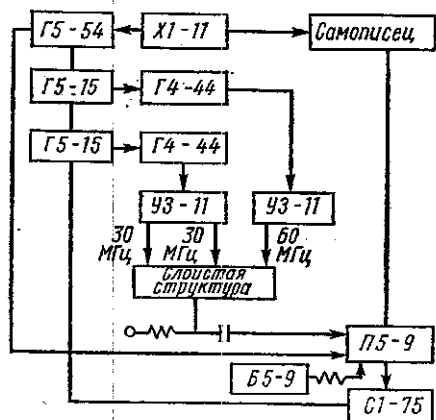 Г5-54
Х1-11
Самописец
Г5-15
Г4-44
Г5-15
Г4-44
УЗ-11
УЗ-11
30 МГц
30 МГц
60 МГц
Слоистая
структура
П5-9
Б5-9
С1-75